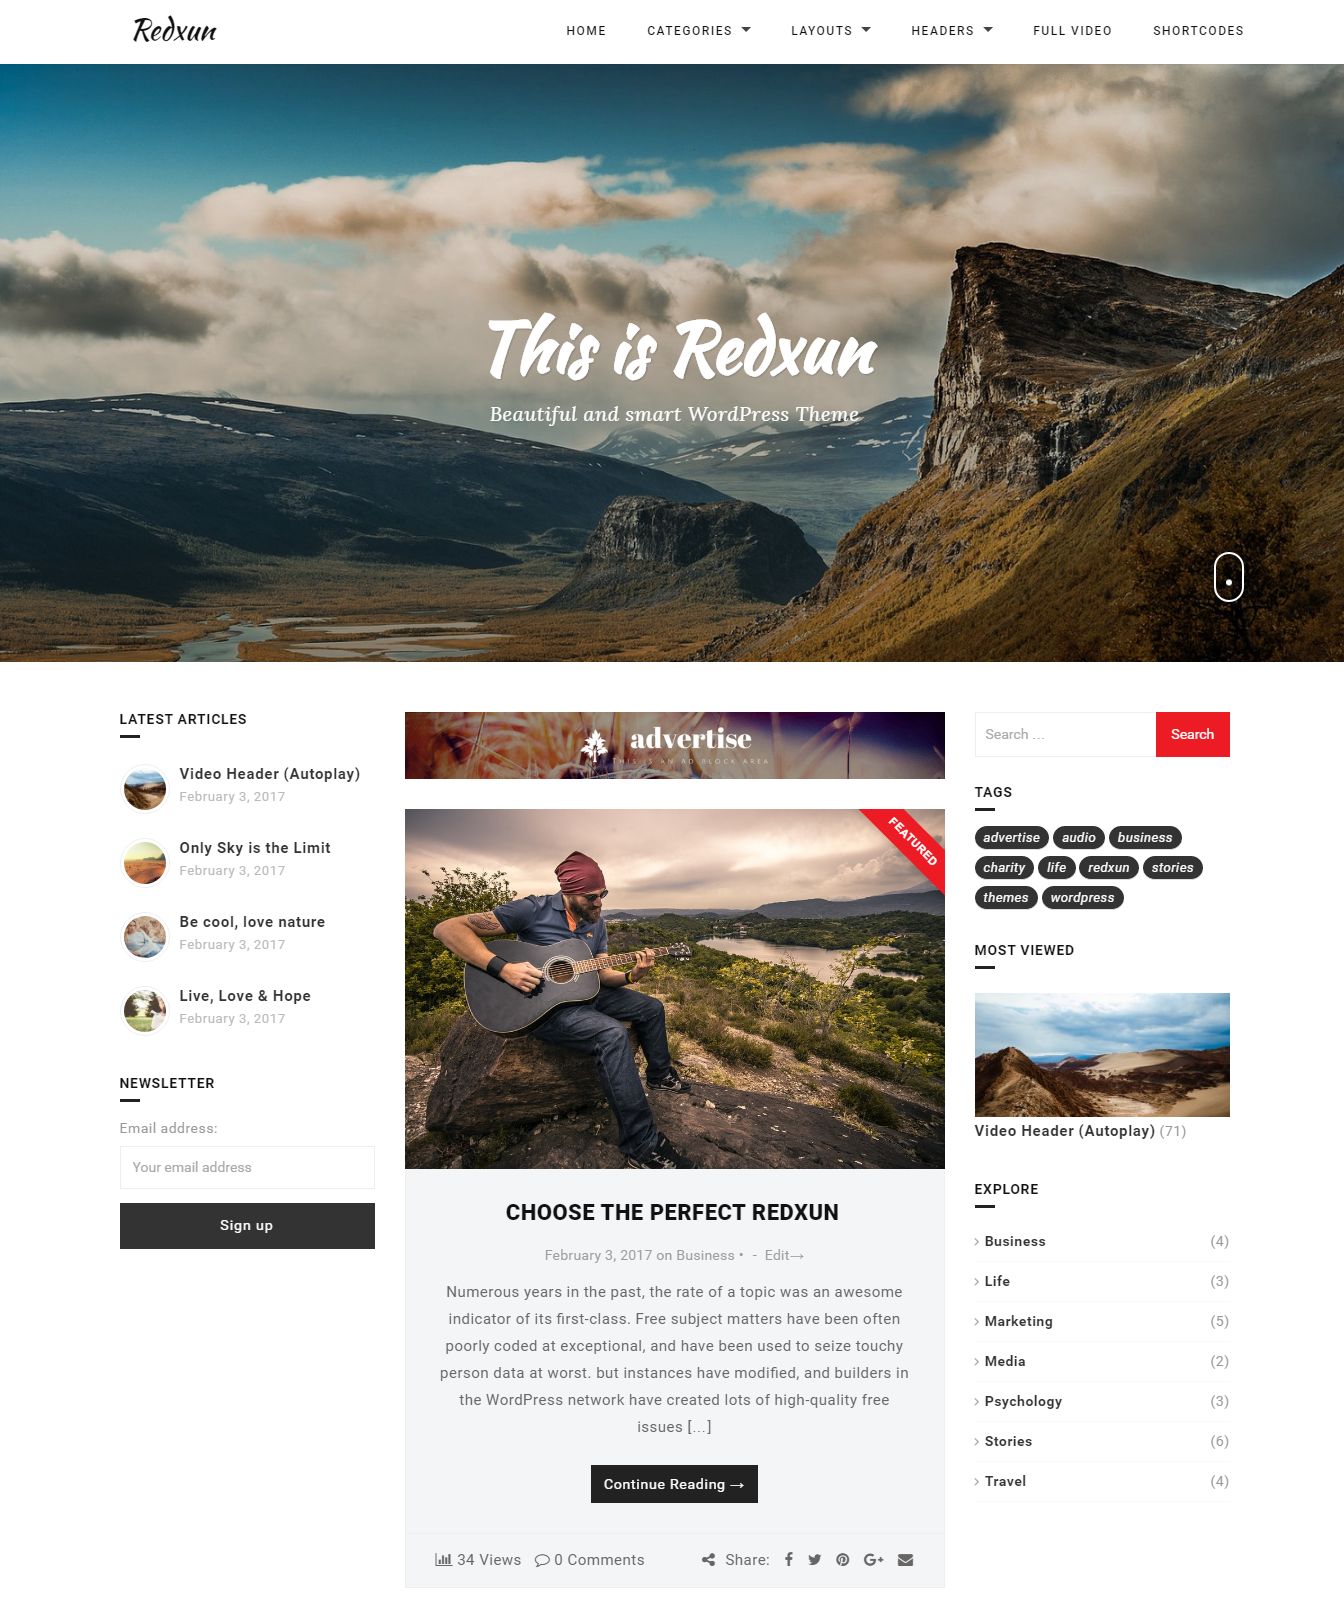 Redxun
HOME CATEGORIES LAYOUTS HEADERS FULL VIDEO SHORTCODES
This is Redxun
Beautiful and smart WordPress Theme
LATEST ARTICLES
Video Header (Autoplay)
February 3, 2017
Only Sky is the Limit
February 3, 2017
Be cool, love nature
February 3, 2017
Live, Love & Hope
February 3, 2017
NEWSLETTER
Email address:
Your email address
Sign up
advertise
THIS IS AN AD BLOCK AREA
FEATURED
CHOOSE THE PERFECT REDXUN
February 3, 2017 on Business • - Edit→
Numerous years in the past, the rate of a topic was an awesome
indicator of its first-class. Free subject matters have been often
poorly coded at exceptional, and have been used to seize touchy
person data at worst. but instances have modified, and builders in
the WordPress network have created lots of high-quality free
issues […]
Continue Reading →
34 Views 0 Comments Share:
Search …
Search
TAGS
advertise audio business
charity life redxun stories
themes wordpress
MOST VIEWED
Video Header (Autoplay) (71)
EXPLORE
Business (4)
Life (3)
Marketing (5)
Media (2)
Psychology (3)
Stories (6)
Travel (4)